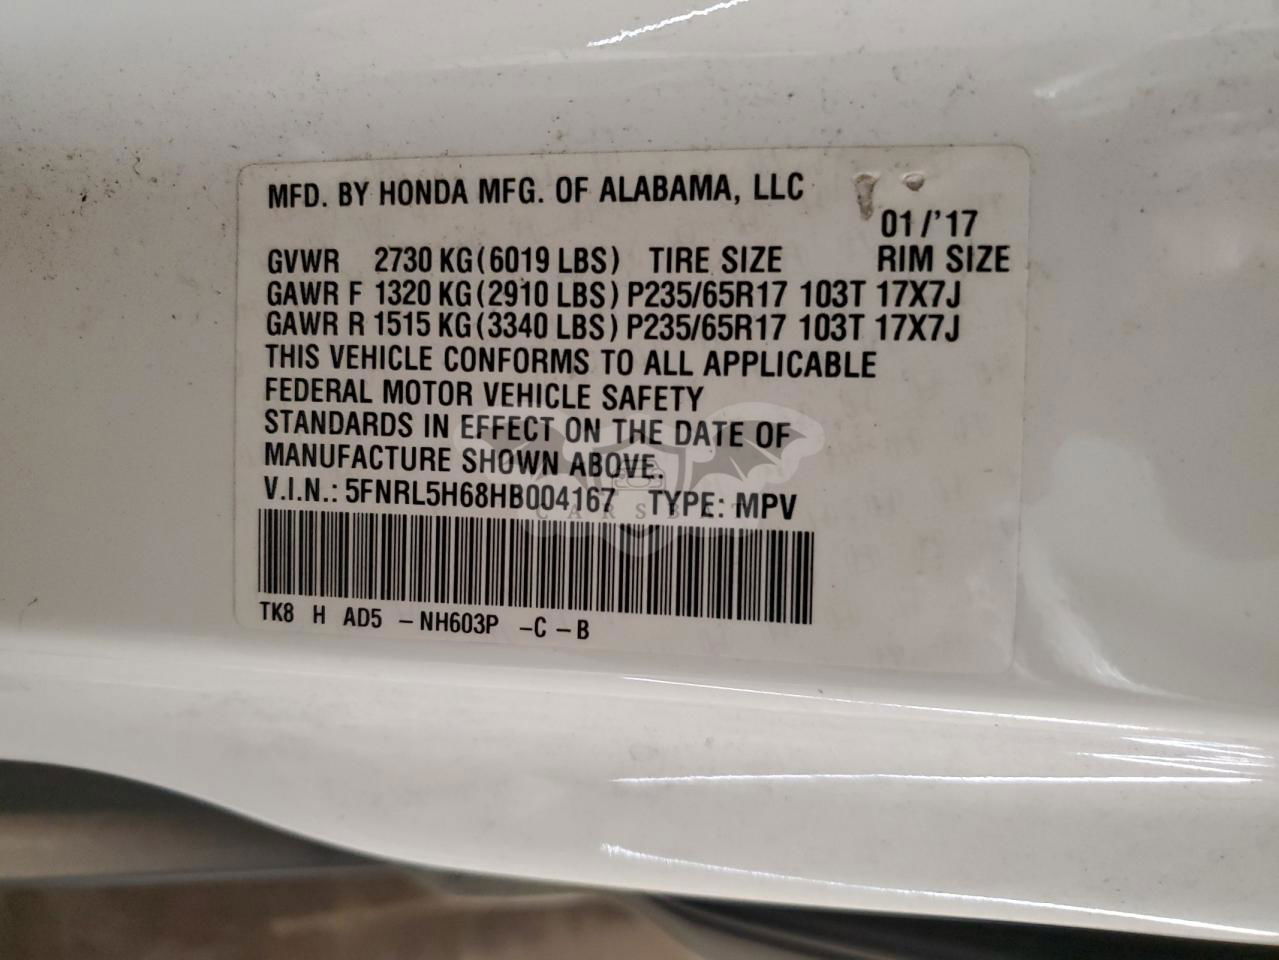 MFD. BY HONDA MFG. OF ALABAMA, LLC
01/'17
GVWR 2730 KG(6019 LBS) TIRE SIZE RIM SIZE
GAWR F 1320 KG(2910 LBS) P235/65R17 103T 17X7J
GAWR R 1515 KG(3340 LBS) P235/65R17 103T 17X7J
THIS VEHICLE CONFORMS TO ALL APPLICABLE
FEDERAL MOTOR VEHICLE SAFETY
STANDARDS IN EFFECT ON THE DATE OF
MANUFACTURE SHOWN ABOVE.
V.I.N.: 5FNRL5H68HB004167 TYPE: MPV
TK8 H AD5 -NH603P -C -B